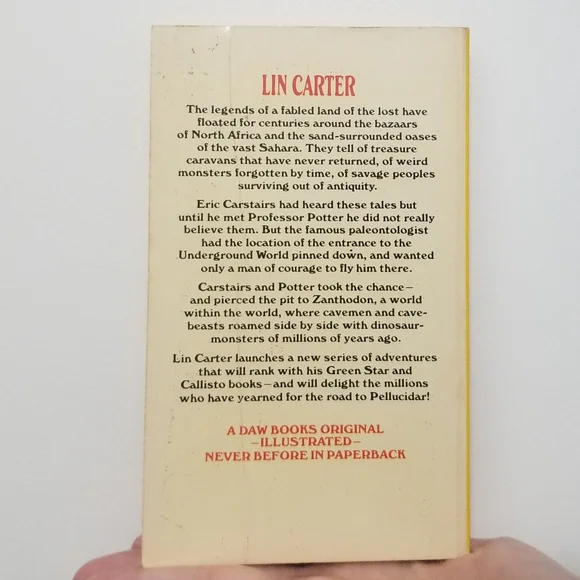 LIN CARTER
The legends of a fabled land of the lost have
floated for centuries around the bazaars
of North Africa and the sand-surrounded oases
of the vast Sahara. They tell of treasure
caravans that have never returned, of weird
monsters forgotten by time, of savage peoples
surviving out of antiquity.
Eric Carstairs had heard these tales but
until he met Professor Potter he did not really
believe them. But the famous paleontologist
had the location of the entrance to the
Underground World pinned down, and wanted
only a man of courage to fly him there.
Carstairs and Potter took the chance—
and pierced the pit to Zanthodon, a world
within the world, where cavemen and cave-
beasts roamed side by side with dinosaur-
monsters of millions of years ago.
Lin Carter launches a new series of adventures
that will rank with his Green Star and
Callisto books—and will delight the millions
who have yearned for the road to Pellucidar!
A DAW BOOKS ORIGINAL
—ILLUSTRATED—
NEVER BEFORE IN PAPERBACK